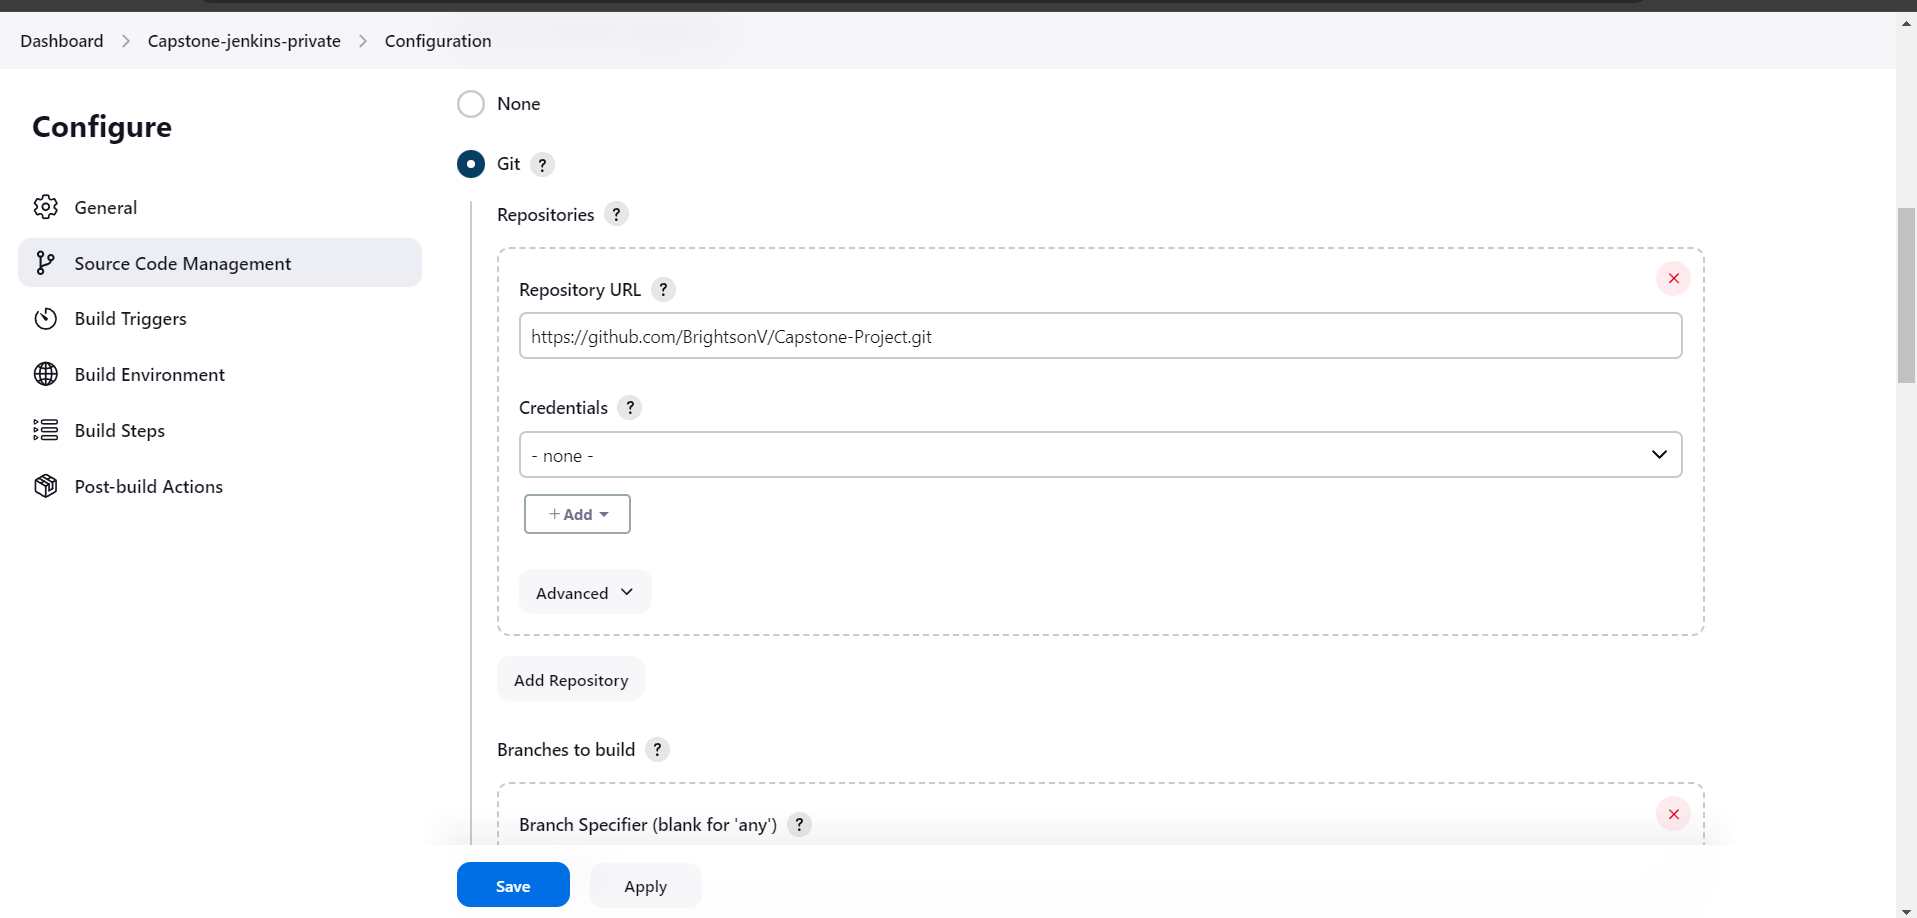 Dashboard > Capstone-jenkins-private > Configuration
Configure
General
Source Code Management
Build Triggers
Build Environment
Build Steps
Post-build Actions
None
Git ?
Repositories ?
Repository URL ?
https://github.com/BrightsonV/Capstone-Project.git
Credentials ?
- none -
+ Add
Advanced
Add Repository
Branches to build ?
Branch Specifier (blank for 'any') ?
Save
Apply